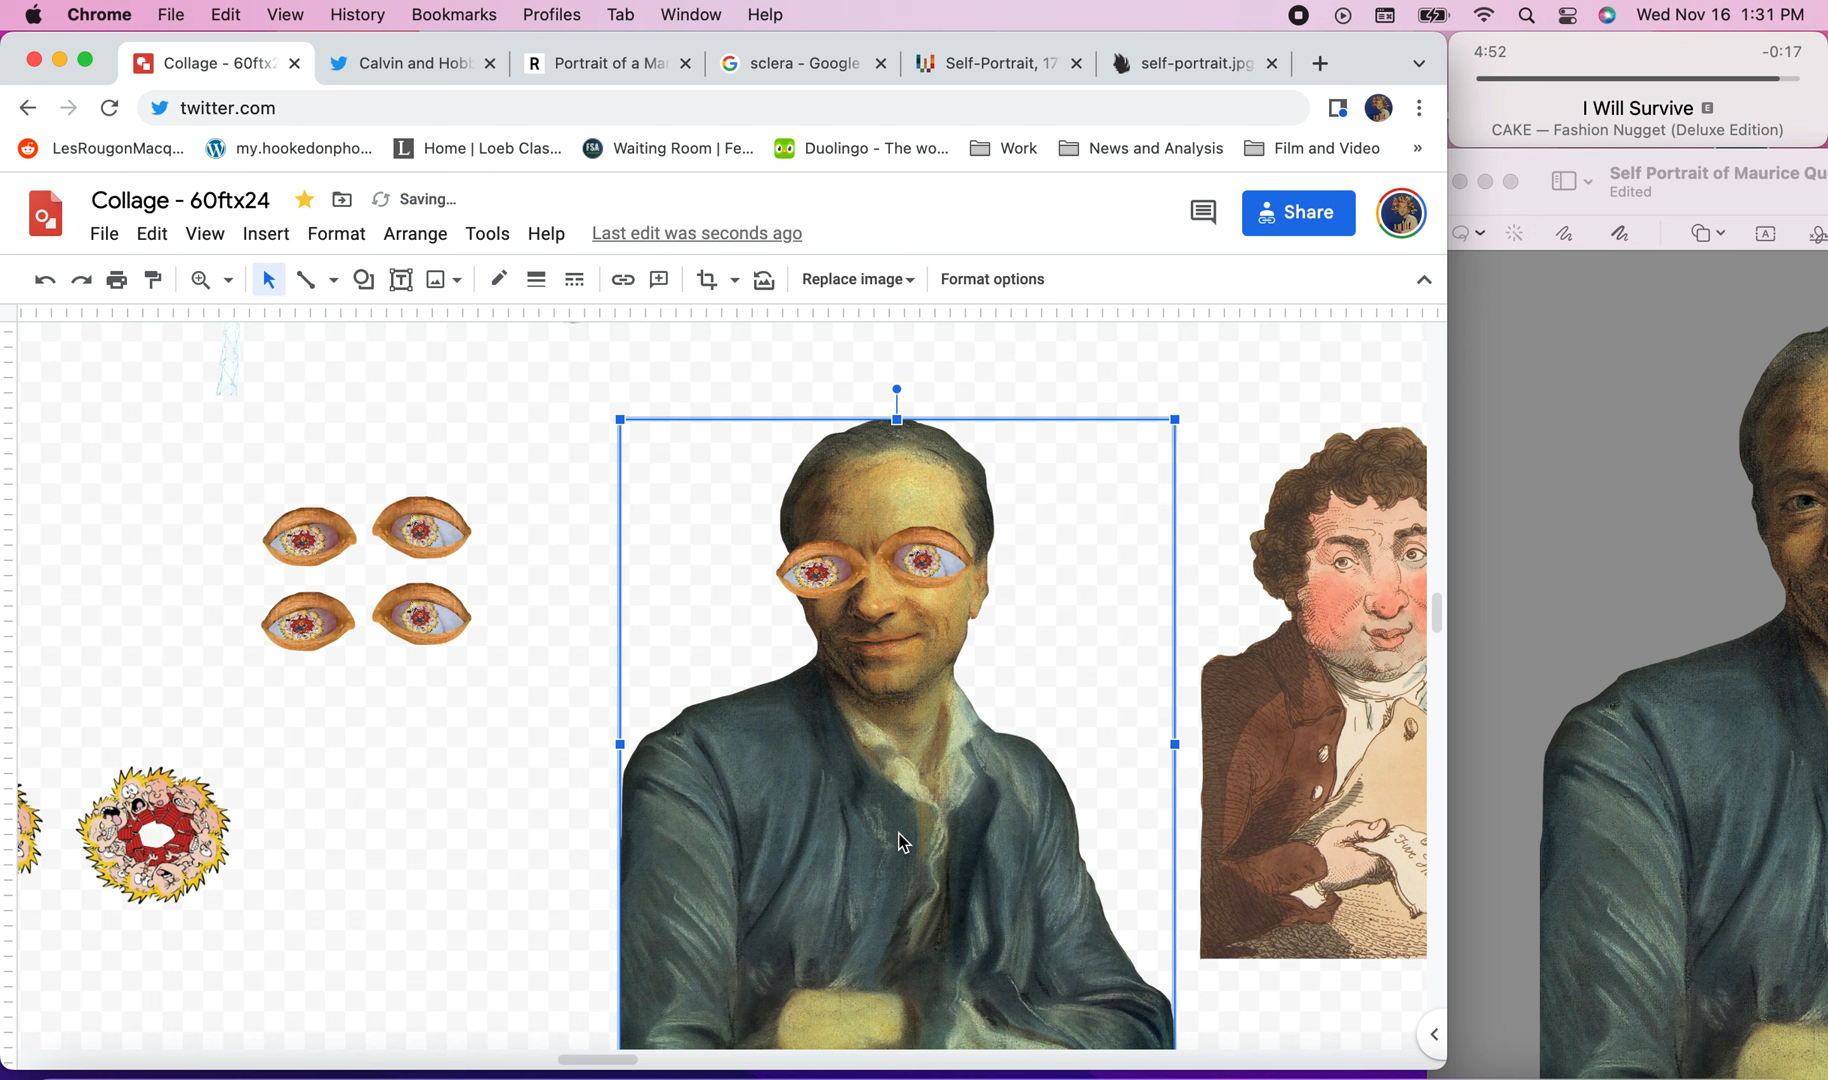 Chrome File Edit View History Bookmarks Profiles Tab Window Help Wed Nov 16 1:31 PM
Collage - 60ftx2 Calvin and Hobb R Portrait of a Ma sclera - Google Self-Portrait, 17 self-portrait.jpg
4:52 -0:17
twitter.com
I Will Survive E
CAKE — Fashion Nugget (Deluxe Edition)
LesRougonMacq... my.hookedonpho... L Home | Loeb Clas... FSA Waiting Room | Fe... Duolingo - The wo... Work News and Analysis Film and Video »
Self Portrait of Maurice Qu
Edited
Collage - 60ftx24 Saving...
Share
File Edit View Insert Format Arrange Tools Help Last edit was seconds ago
Replace image Format options